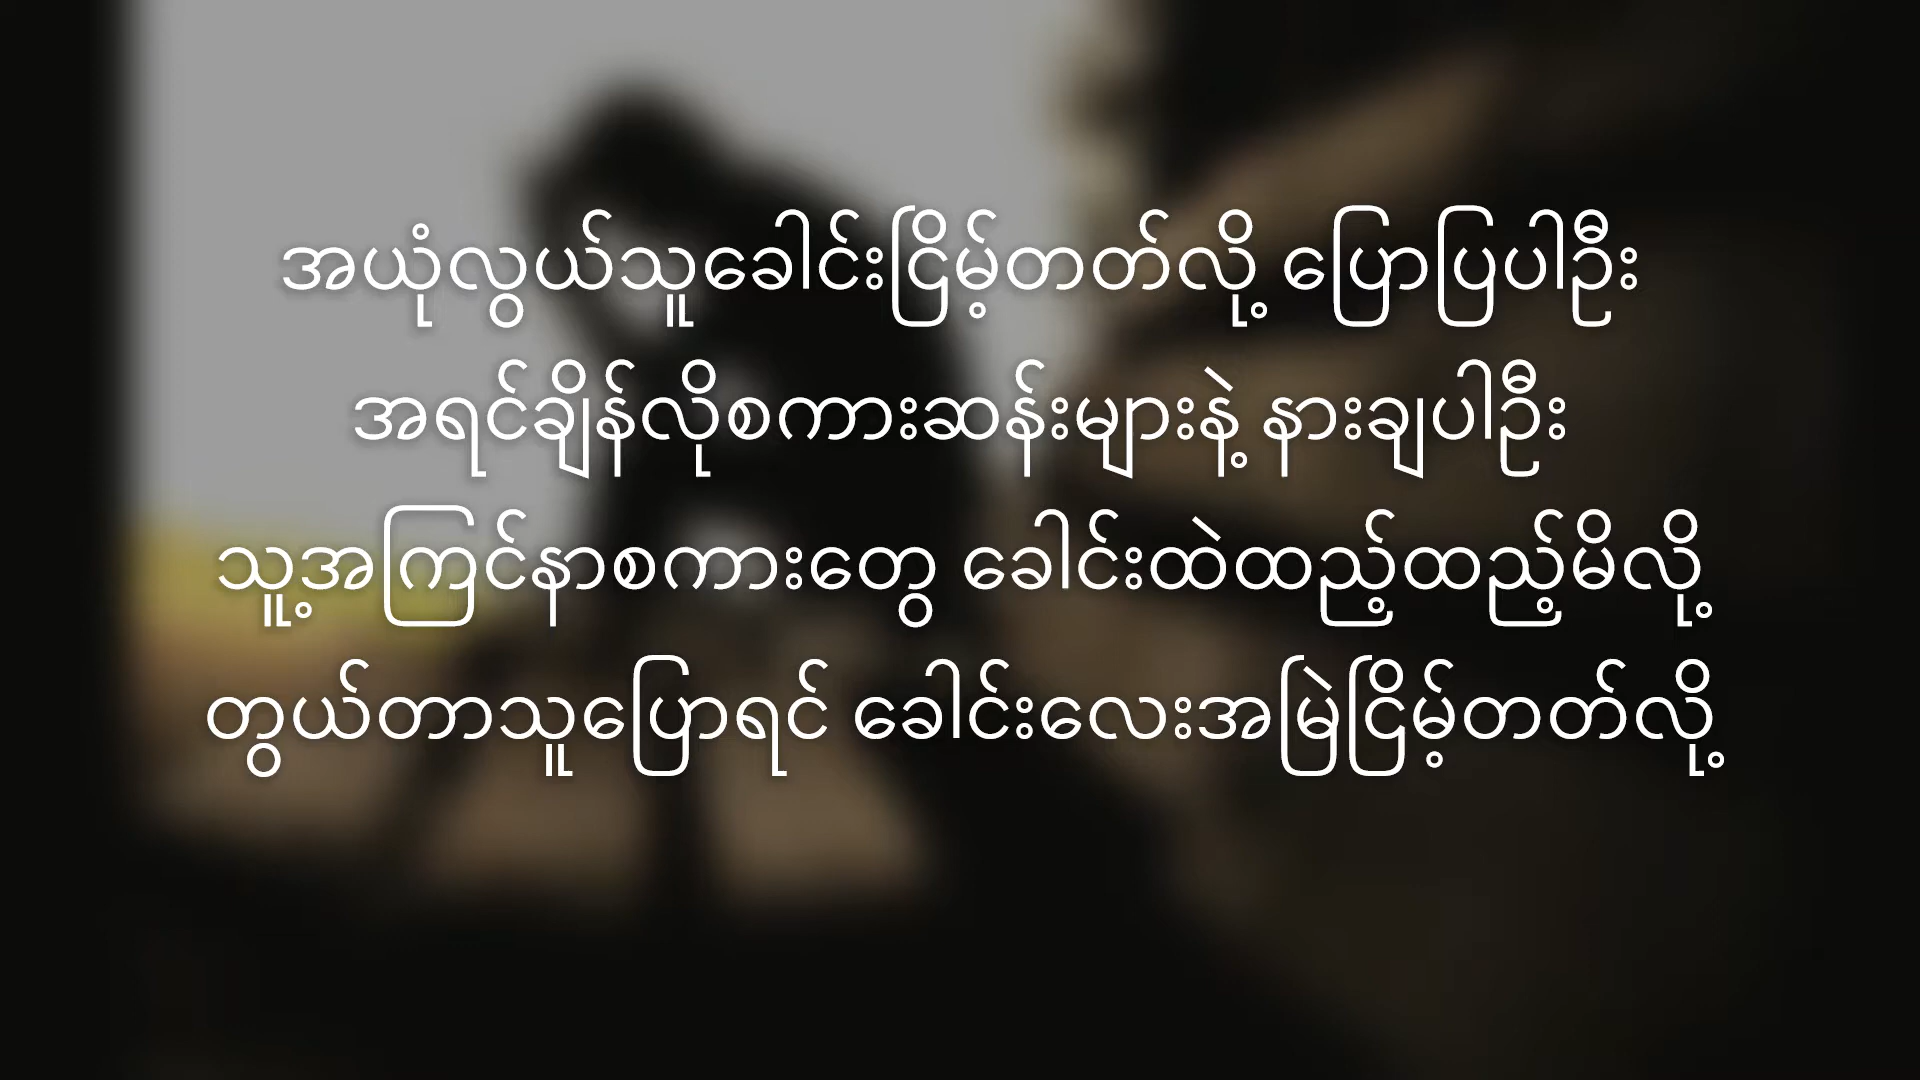 အယုံလွယ်သူခေါင်းငြိမ့်တတ်လို့ ပြောပြပါဦး
အရင်ချိန်လိုစကားဆန်းများနဲ့ နားချပါဦး
သူ့အကြင်နာစကားတွေ ခေါင်းထဲထည့်ထည့်မိလို့
တွယ်တာသူပြောရင် ခေါင်းလေးအမြဲငြိမ့်တတ်လို့